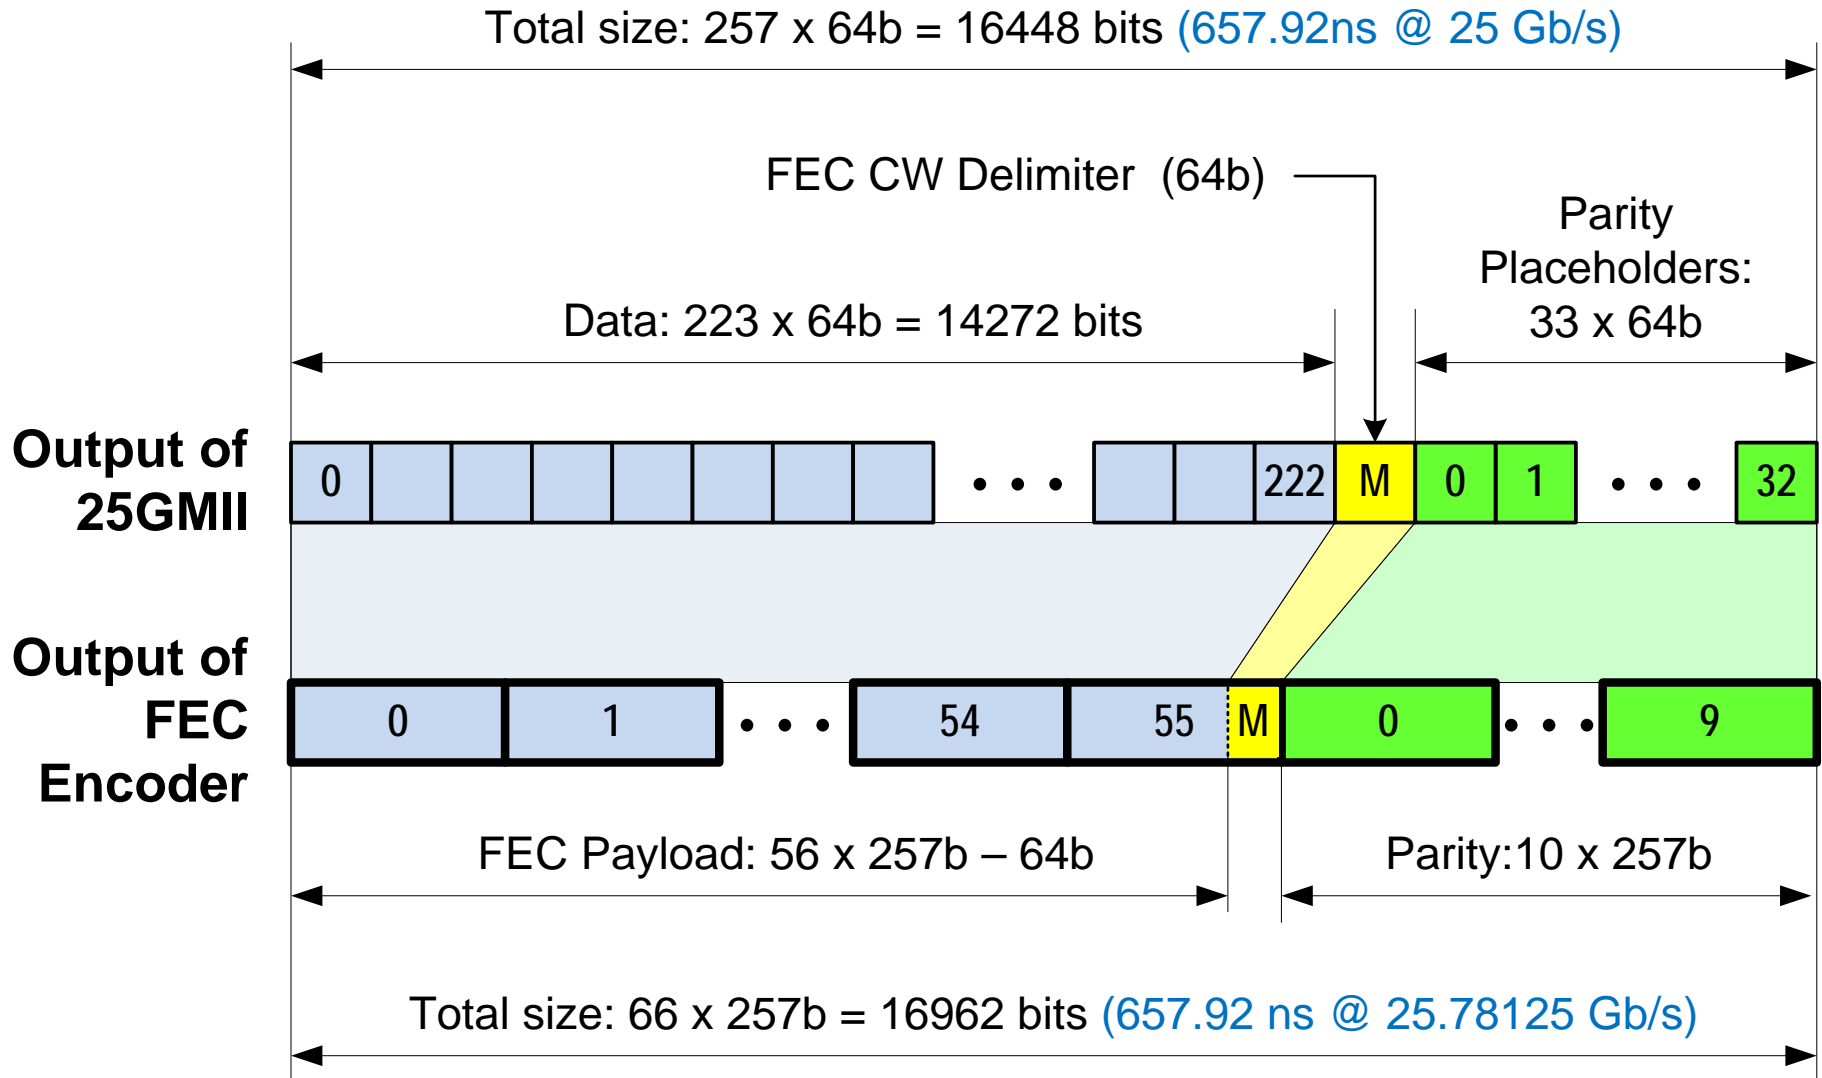 Total size: 257 x 64b = 16448 bits (657.92ns @ 25 Gb/s)
FEC CW Delimiter (64b)
Parity
Placeholders:
33 x 64b
Data: 223 x 64b = 14272 bits
Output of
25GMII
0 222 M 0 1 32
Output of
FEC
Encoder
0 1 54 55 M 0 9
FEC Payload: 56 x 257b – 64b
Parity:10 x 257b
Total size: 66 x 257b = 16962 bits (657.92 ns @ 25.78125 Gb/s)